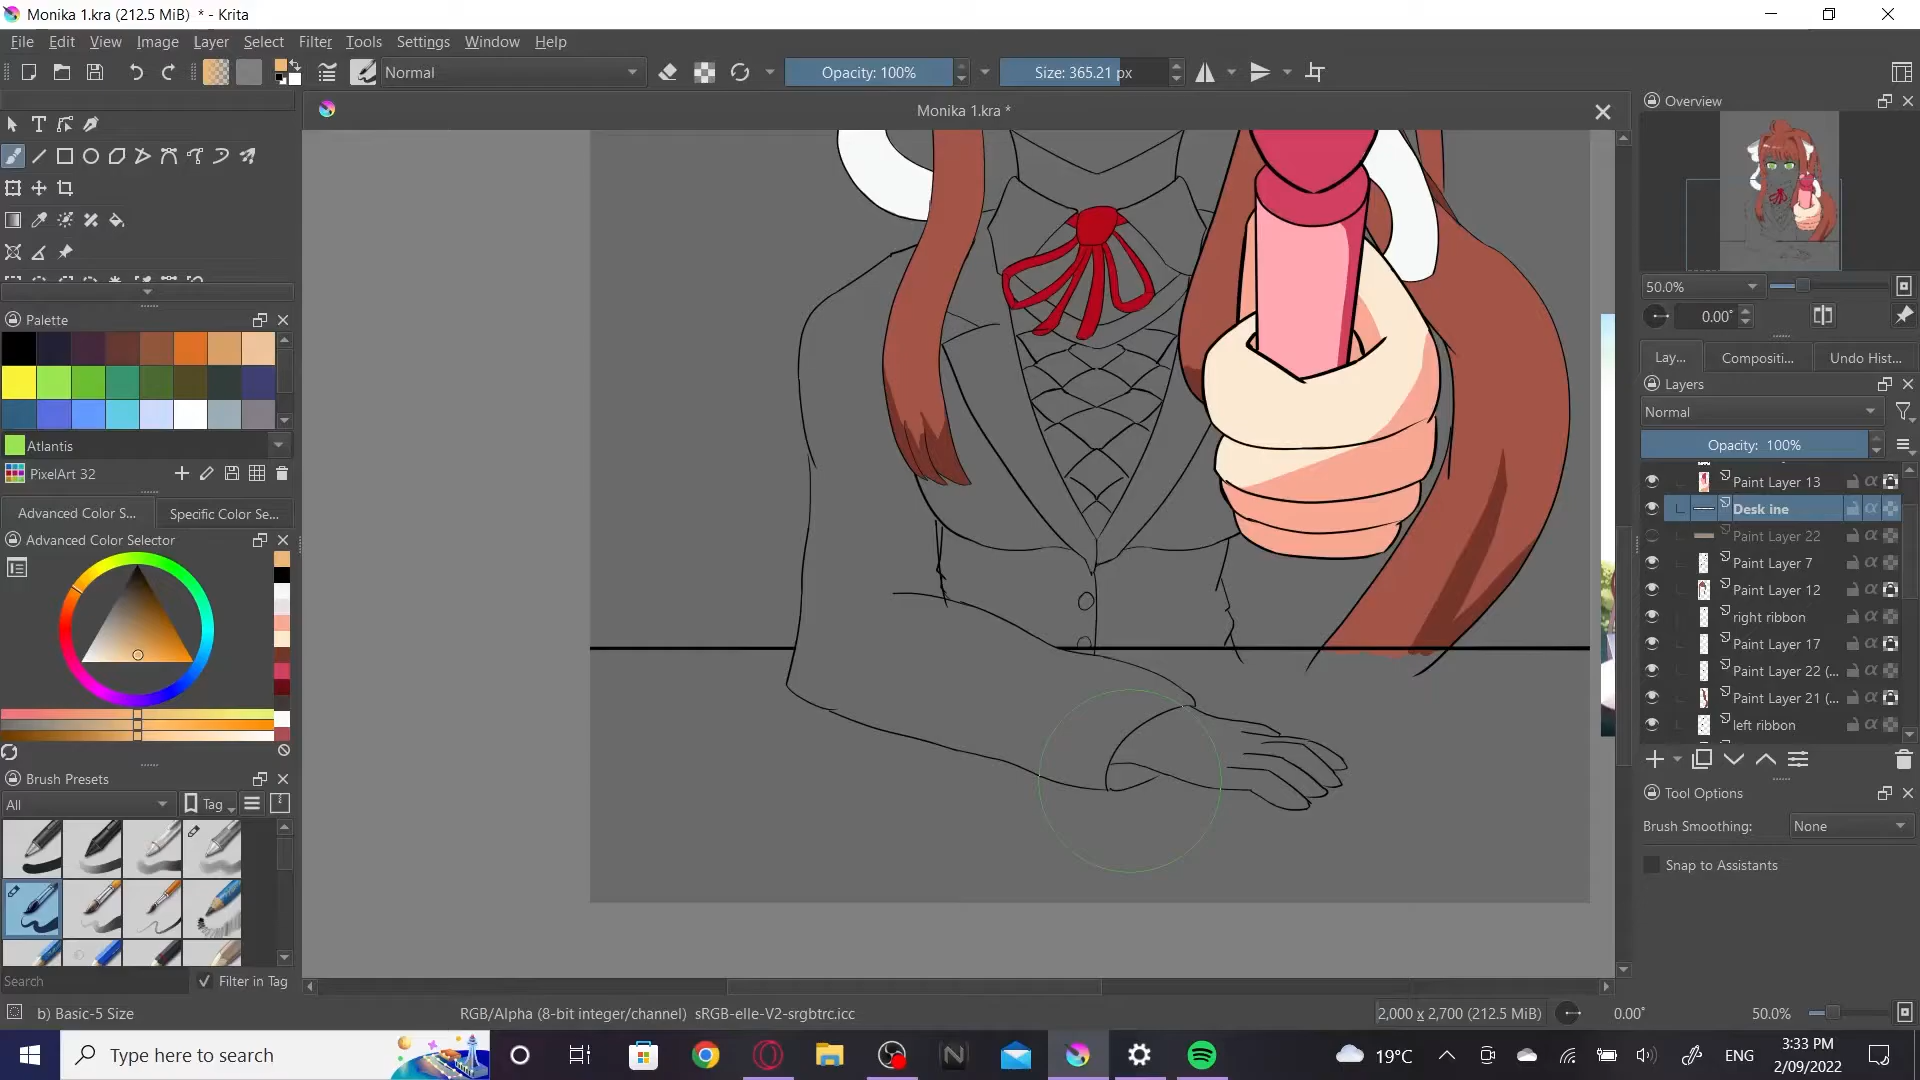 Monika 1.kra (212.5 MiB)  * - Krita
File Edit View Image Layer Select Filter Tools Settings Window Help
Normal
Opacity: 100%
Size: 365.21 px
Monika 1.kra *
Overview
50.0%
0.00°
Palette
Atlantis
PixelArt 32
Lay...
Compositi...
Undo Hist...
Layers
Normal
Opacity: 100%
Paint Layer 13
Desk ine
Paint Layer 22
Paint Layer 7
Paint Layer 12
right ribbon
Paint Layer 17
Paint Layer 22 (...
Paint Layer 21 (...
left ribbon
Advanced Color S...
Specific Color Se...
Advanced Color Selector
Brush Presets
All
Tag
Search
Filter in Tag
Tool Options
Brush Smoothing:
None
Snap to Assistants
b) Basic-5 Size
RGB/Alpha (8-bit integer/channel)  sRGB-elle-V2-srgbtrc.icc
2,000 x 2,700 (212.5 MiB)
0.00°
50.0%
Type here to search
19°C
ENG
3:33 PM
2/09/2022